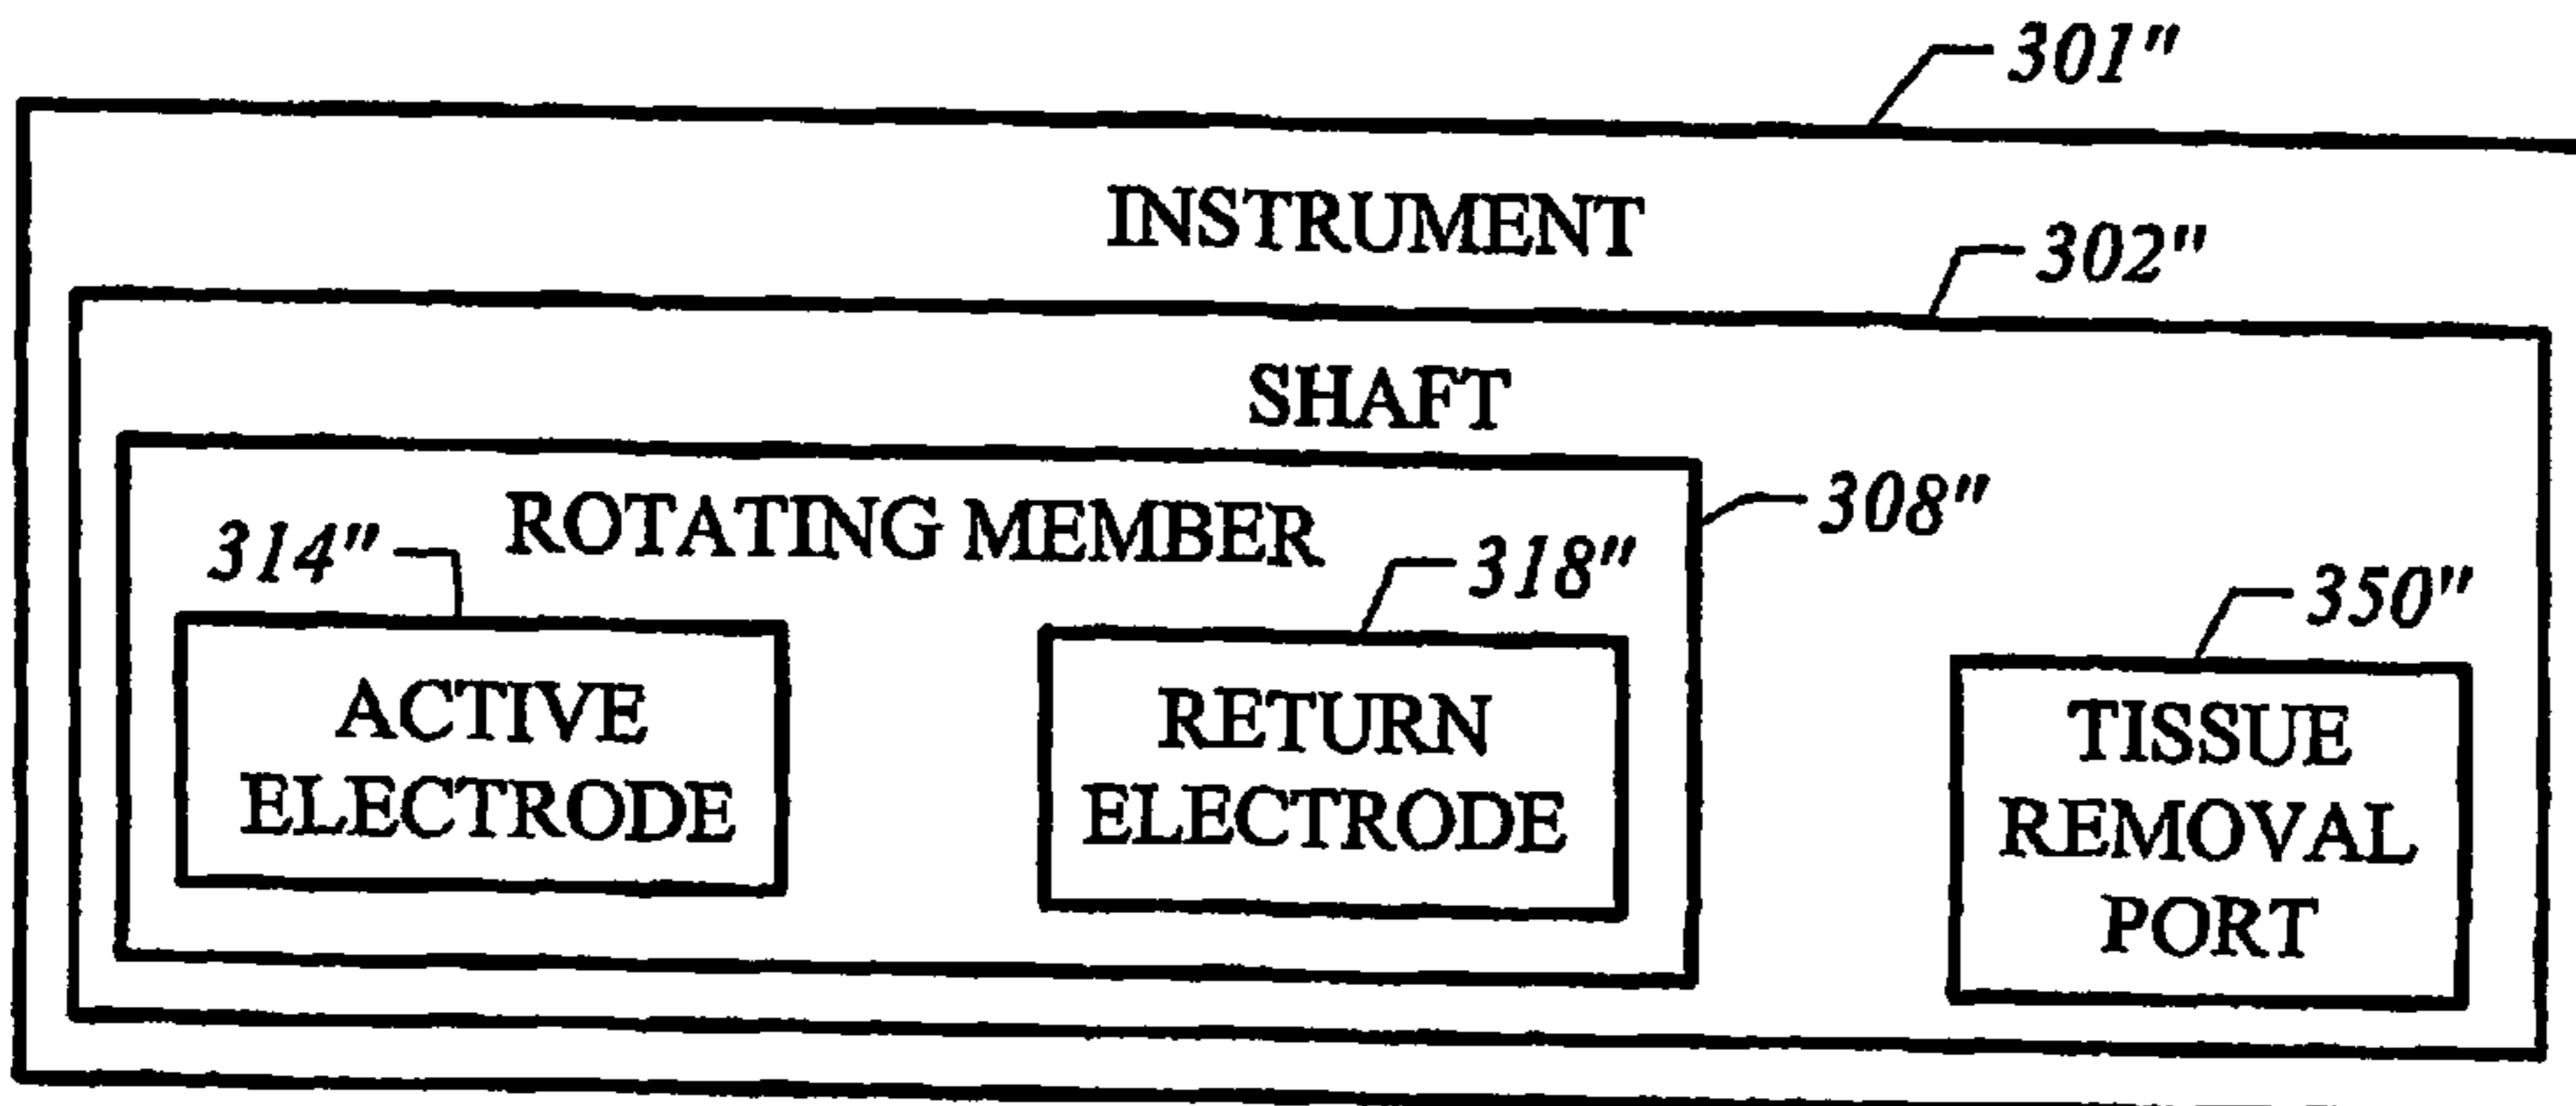 301"
INSTRUMENT
302"
SHAFT
308"
ROTATING MEMBER
314"
318"
350"
ACTIVE
ELECTRODE
RETURN
ELECTRODE
TISSUE
REMOVAL
PORT